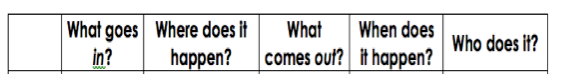 What goes in?
Where does it happen?
What comes out?
When does it happen?
Who does it?